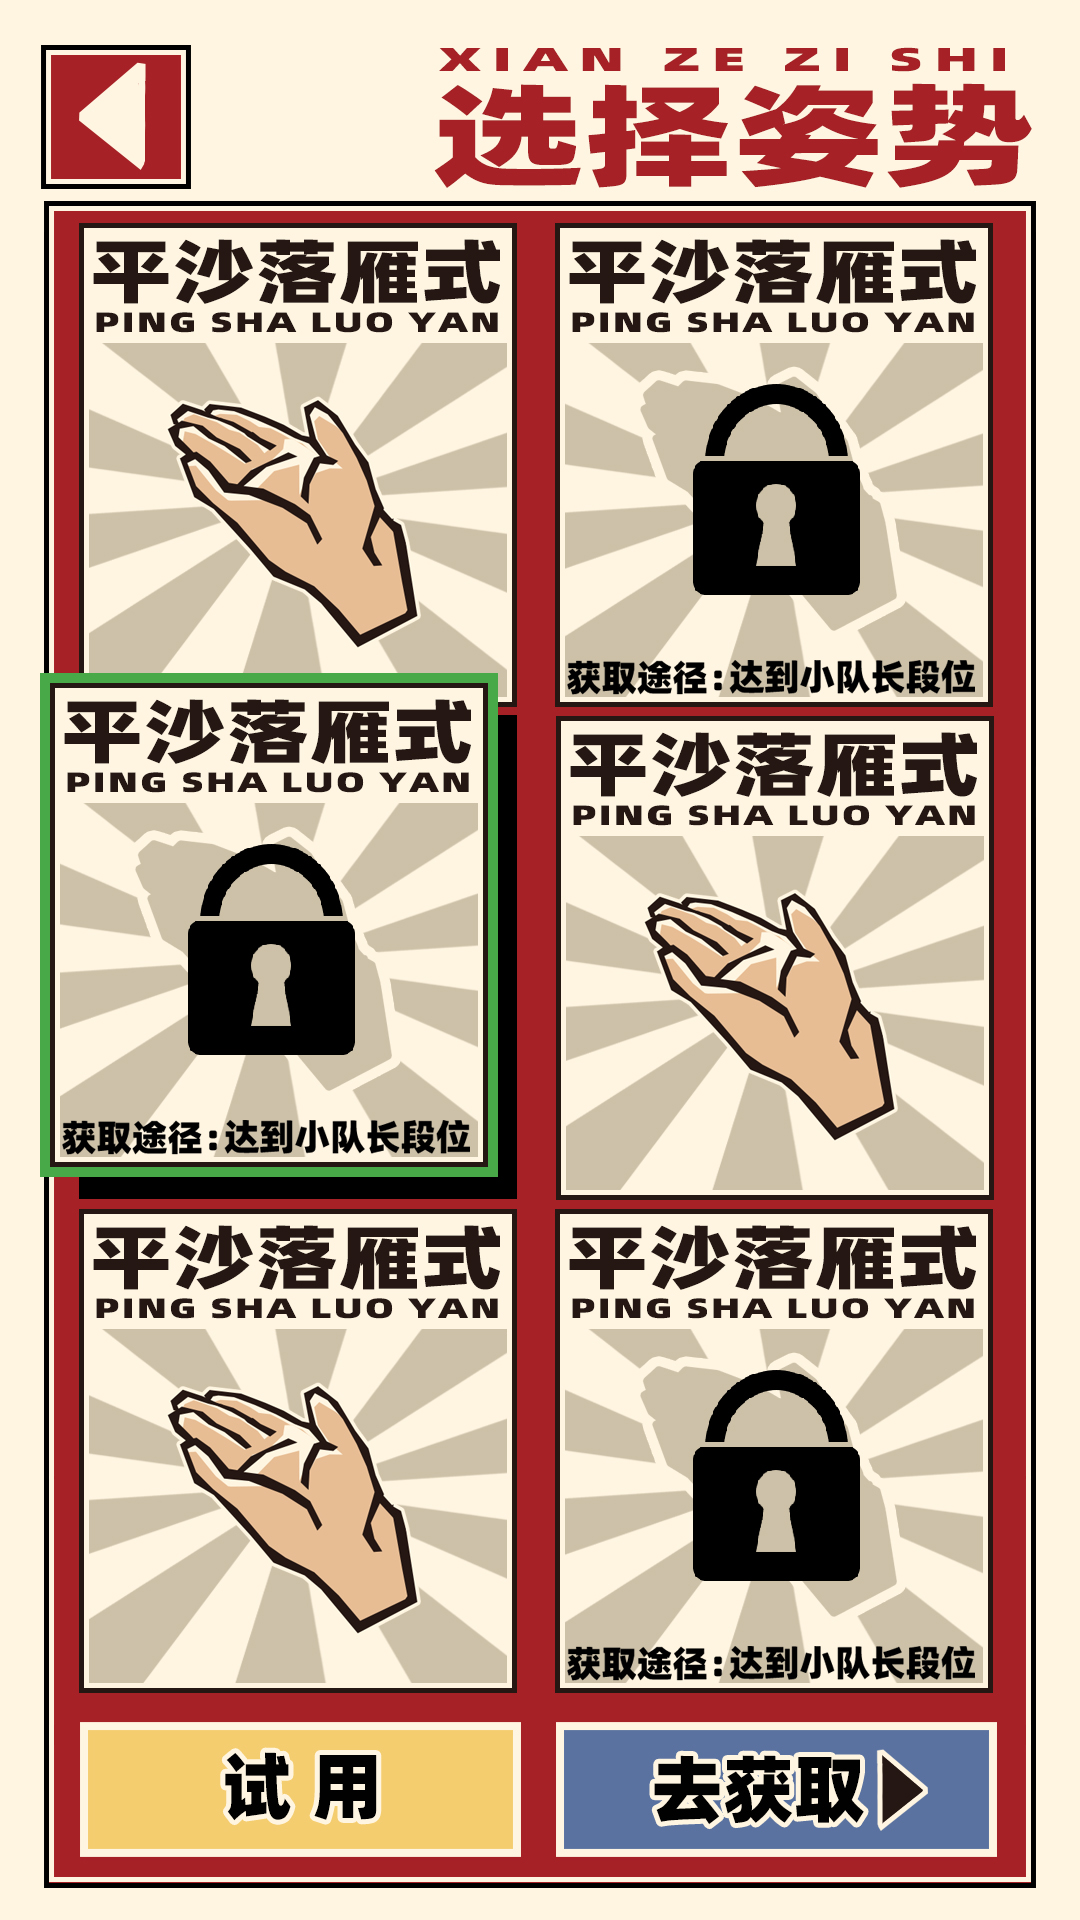 XIAN ZE ZI SHI
选择姿势
平沙落雁式
PING SHA LUO YAN
平沙落雁式
PING SHA LUO YAN
获取途径:达到小队长段位
平沙落雁式
PING SHA LUO YAN
获取途径:达到小队长段位
平沙落雁式
PING SHA LUO YAN
平沙落雁式
PING SHA LUO YAN
平沙落雁式
PING SHA LUO YAN
获取途径:达到小队长段位
试用
去获取